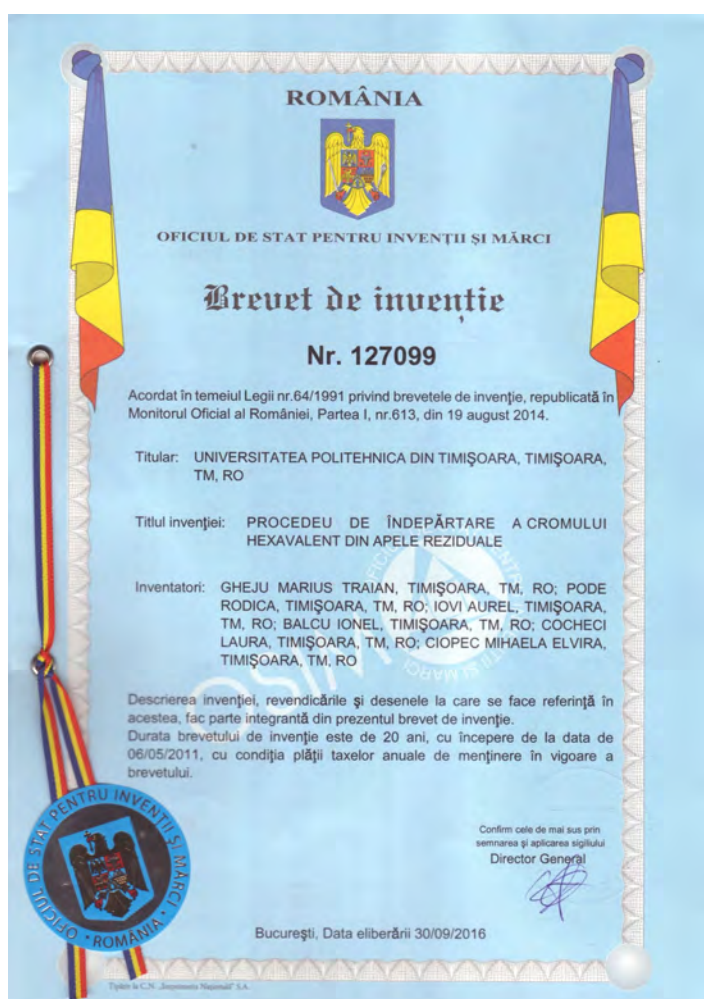 ROMÂNIA
OFICIUL DE STAT PENTRU INVENȚII ȘI MĂRCI
Brevet de invenție
Nr. 127099
Acordat în temeiul Legii nr.64/1991 privind brevetele de invenție, republicată în
Monitorul Oficial al României, Partea I, nr.613, din 19 august 2014.
Titular: UNIVERSITATEA POLITEHNICA DIN TIMIȘOARA, TIMIȘOARA,
TM, RO
Titlul invenției: PROCEDEU DE ÎNDEPĂRTARE A CROMULUI
HEXAVALENT DIN APELE REZIDUALE
Inventatori: GHEJU MARIUS TRAIAN, TIMIȘOARA, TM, RO; PODE
RODICA, TIMIȘOARA, TM, RO; IOVI AUREL, TIMIȘOARA,
TM, RO; BALCU IONEL, TIMIȘOARA, TM, RO; COCHECI
LAURA, TIMIȘOARA, TM, RO; CIOPEC MIHAELA ELVIRA,
TIMIȘOARA, TM, RO
OSIM
Descrierea invenției, revendicările și desenele la care se face referință în
acestea, fac parte integrantă din prezentul brevet de invenție.
Durata brevetului de invenție este de 20 ani, cu începere de la data de
06/05/2011, cu condiția plății taxelor anuale de menținere în vigoare a
brevetului.
Confirm cele de mai sus prin
semnarea și aplicarea sigiliului
Director General
OFICIUL DE STAT PENTRU INVENȚII ȘI MĂRCI • ROMÂNIA •
București, Data eliberării 30/09/2016
Tipărit la C.N. „Imprimeria Națională" S.A.